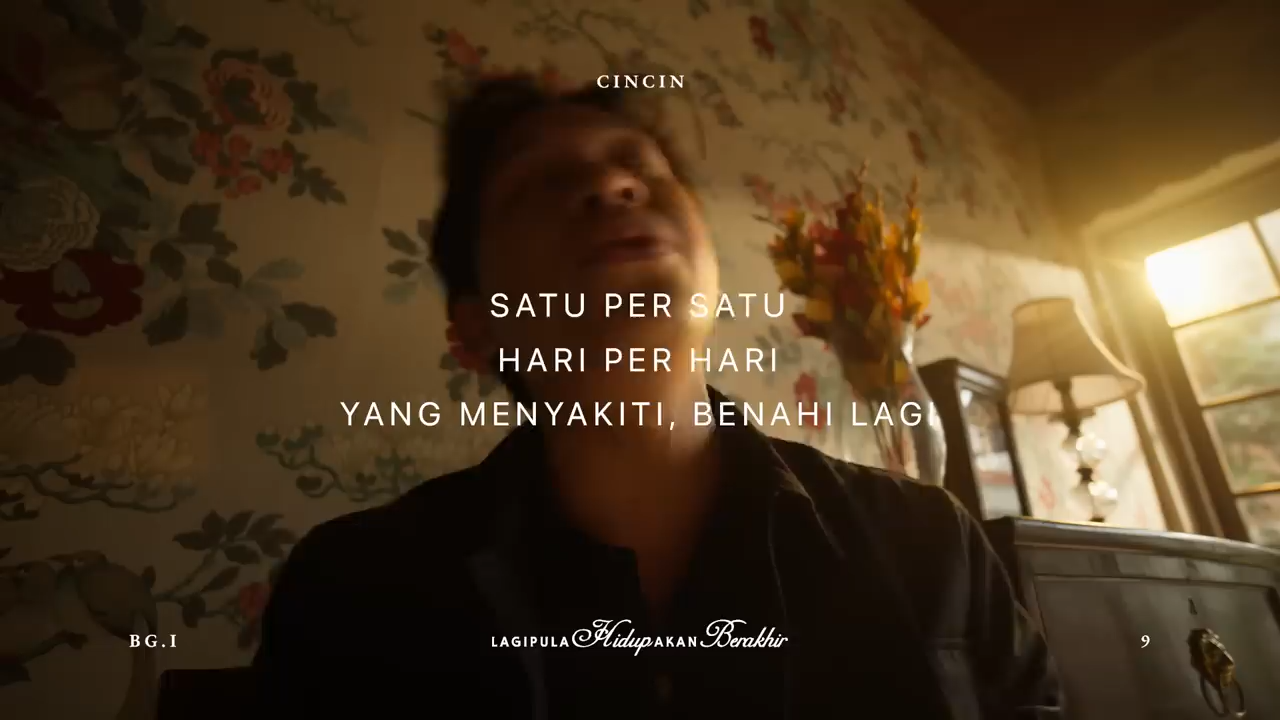 CINCIN
SATU PER SATU
HARI PER HARI
YANG MENYAKITI, BENAHI LAGI
BG.I
LAGIPULA Hidup AKAN Berakhir
9